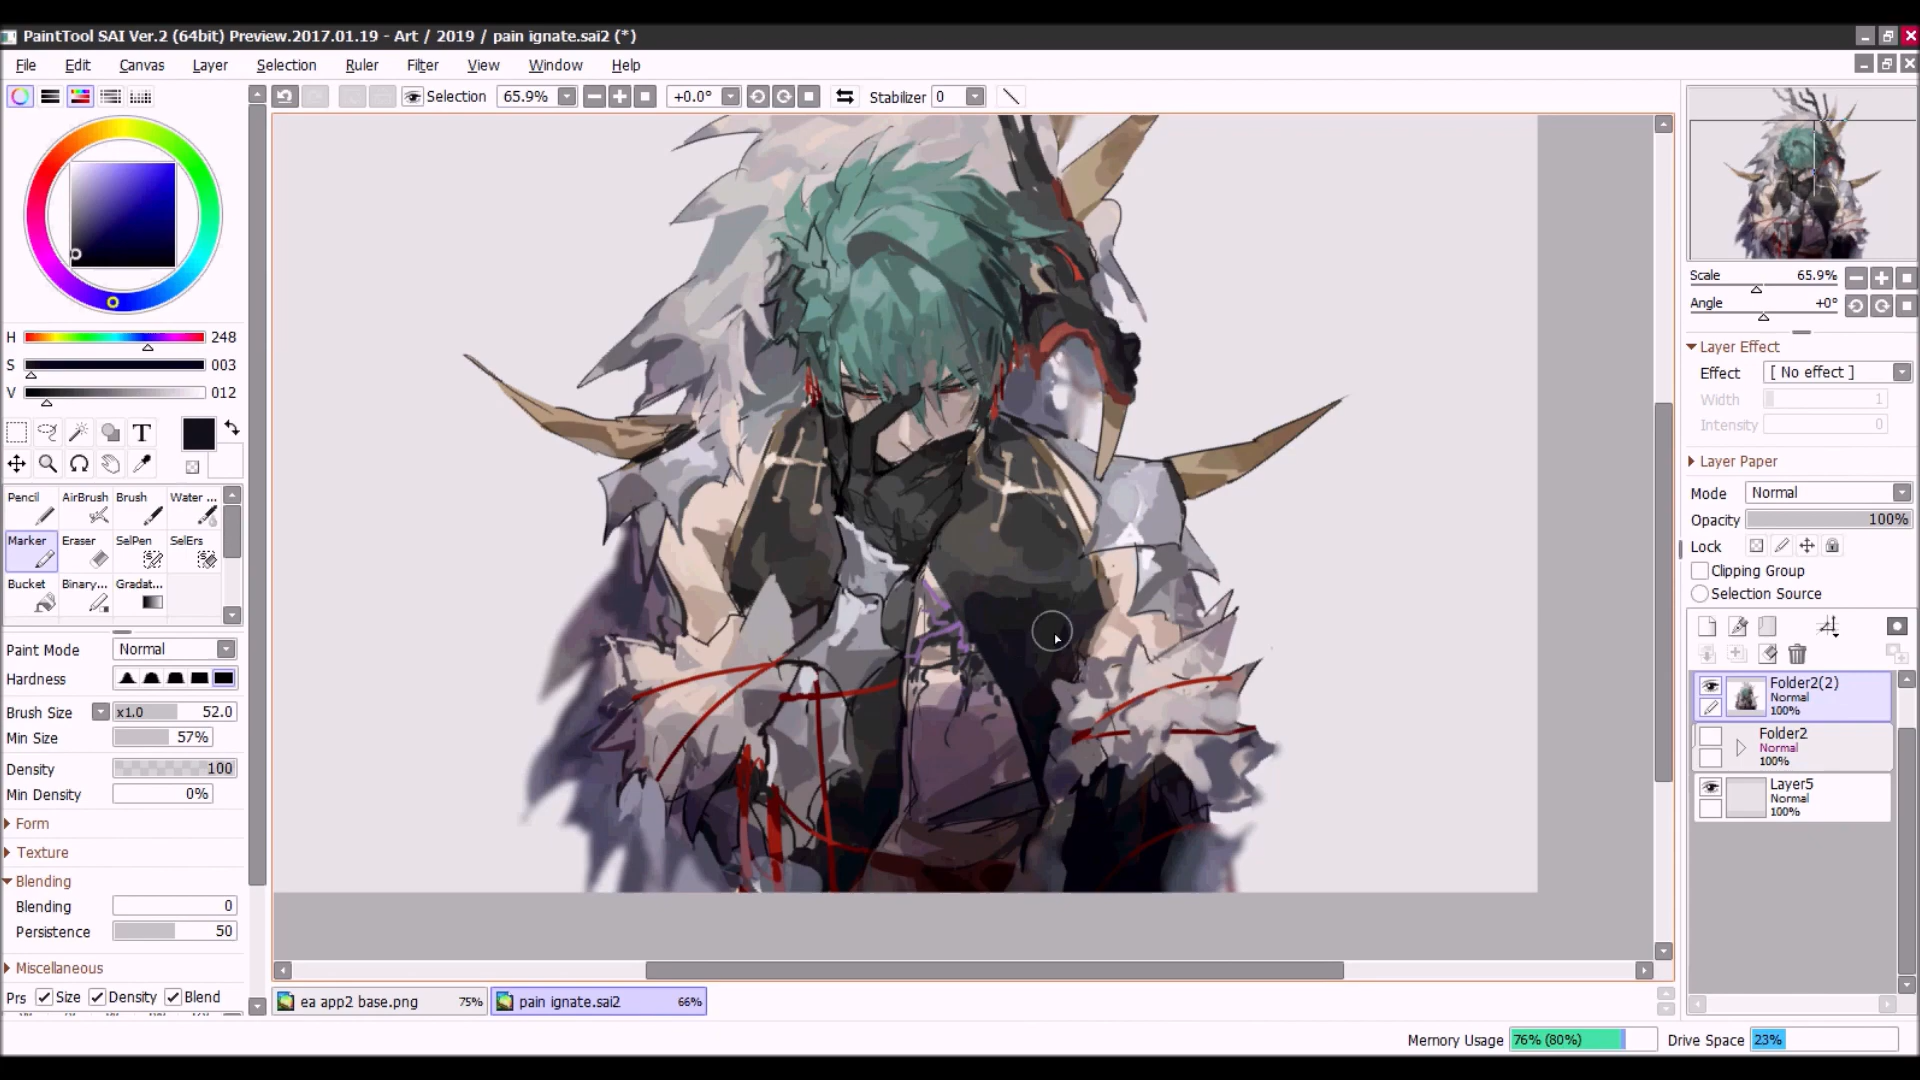 PaintTool SAI Ver.2 (64bit) Preview.2017.01.19 - Art / 2019 / pain ignate.sai2 (*)
File Edit Canvas Layer Selection Ruler Filter View Window Help
Selection 65.9% +0.0° Stabilizer 0
H 248
S 003
V 012
T
Pencil AirBrush Brush Water ...
Marker Eraser SelPen SelErs
Bucket Binary... Gradat...
Paint Mode Normal
Hardness
Brush Size x1.0 52.0
Min Size 57%
Density 100
Min Density 0%
Form
Texture
Blending
Blending 0
Persistence 50
Miscellaneous
Prs Size Density Blend
ea app2 base.png 75% pain ignate.sai2 66%
Scale 65.9%
Angle +0°
Layer Effect
Effect [ No effect ]
Width 1
Intensity 0
Layer Paper
Mode Normal
Opacity 100%
Lock
Clipping Group
Selection Source
Folder2(2)
Normal
100%
Folder2
Normal
100%
Layer5
Normal
100%
Memory Usage 76% (80%) Drive Space 23%